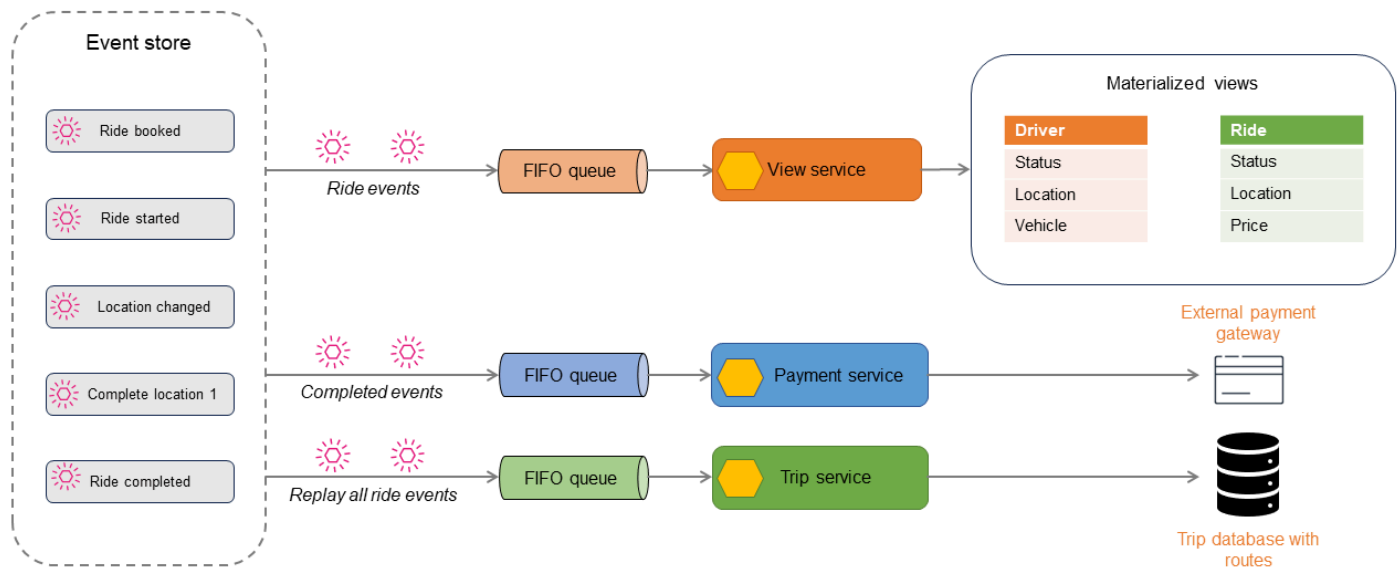 Event store
Ride booked
Ride started
Location changed
Complete location 1
Ride completed
Ride events
FIFO queue
View service
Materialized views
Driver
Status
Location
Vehicle
Ride
Status
Location
Price
Completed events
FIFO queue
Payment service
External payment
gateway
Replay all ride events
FIFO queue
Trip service
Trip database with
routes